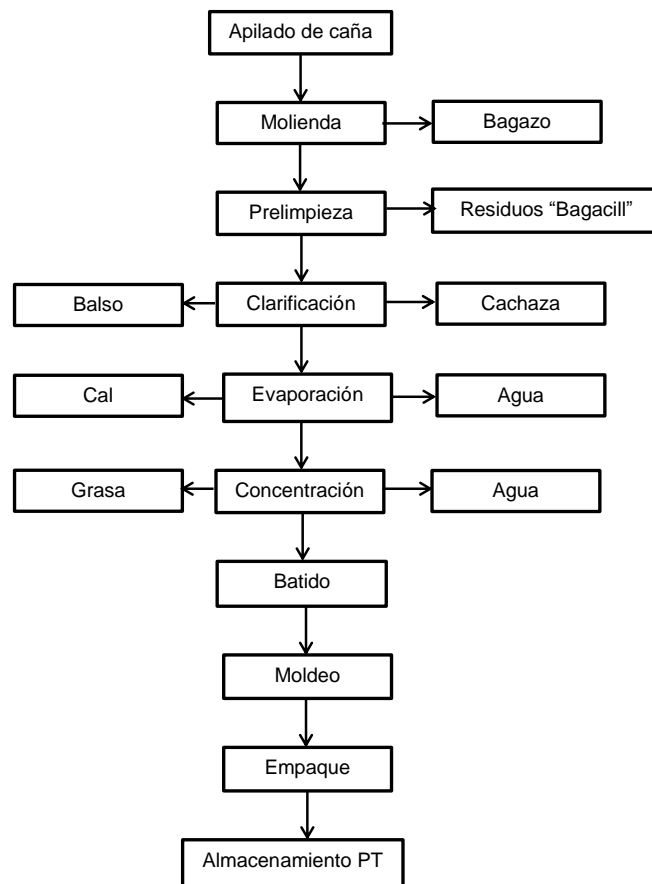 Apilado de caña
Molienda
Bagazo
Prelimpieza
Residuos “Bagacill”
Balso
Clarificación
Cachaza
Cal
Evaporación
Agua
Grasa
Concentración
Agua
Batido
Moldeo
Empaque
Almacenamiento PT